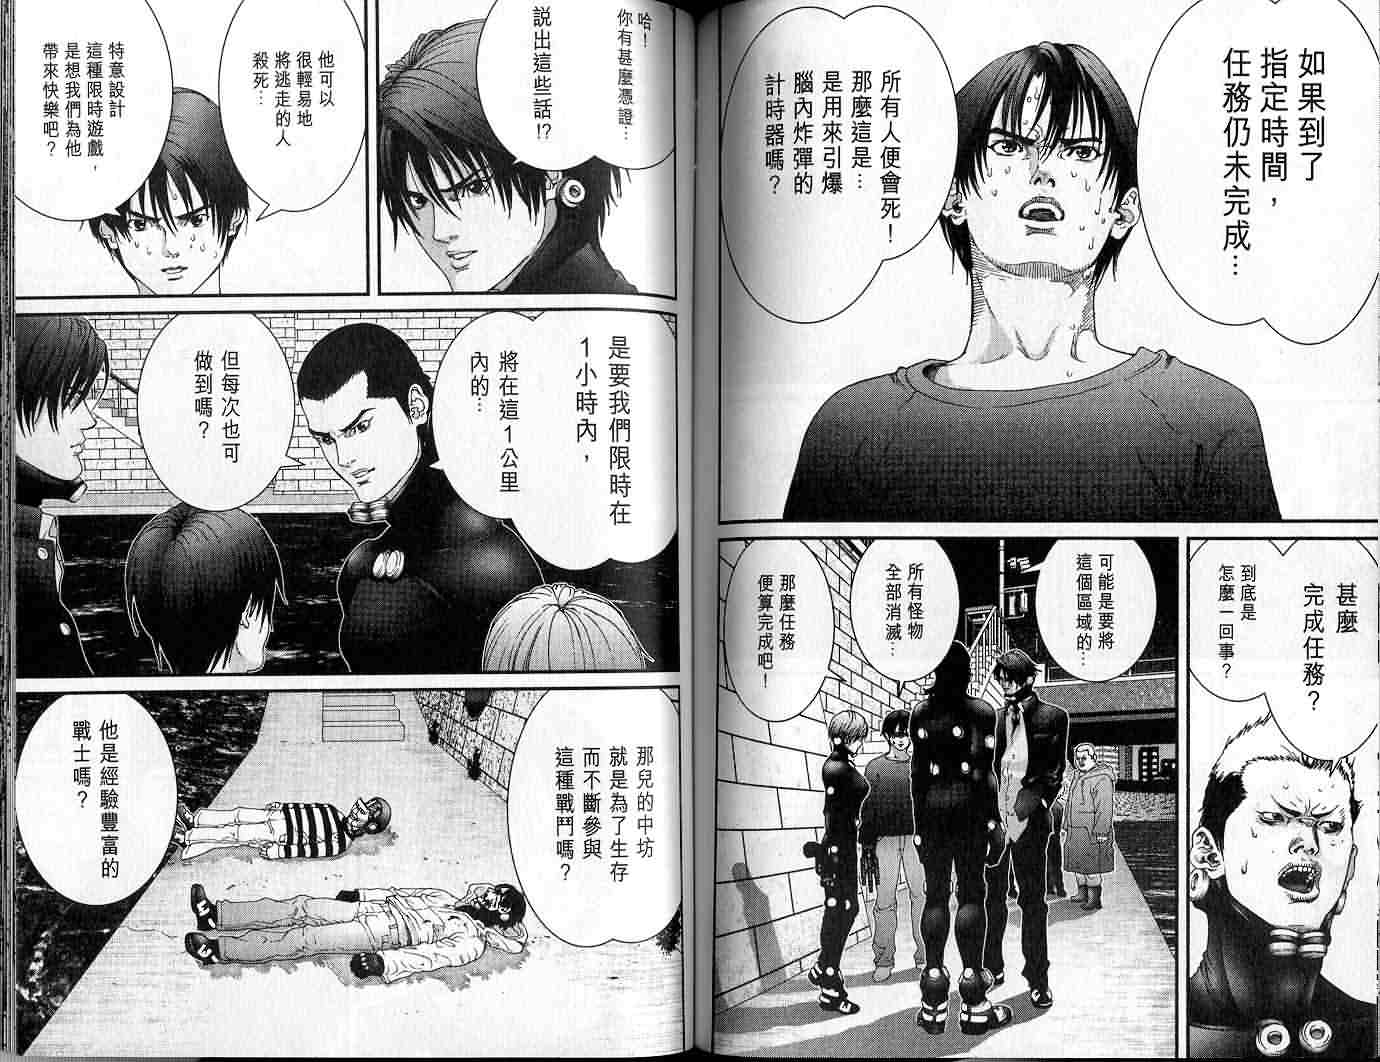 如果到了
指定時間，
任務仍未完成…
所有人便會死！
那麼這是…
是用來引爆
腦內炸彈的
計時器嗎？
甚麼
完成任務？
到底是
怎麼一回事？
可能是要將
這個區域的…
所有怪物
全部消滅…
那麼任務
便算完成吧！
哈！
你有甚麼憑證…
說出這些話!?
他可以
很輕易地
將逃走的人
殺死…
特意設計
這種限時遊戲，
是想我們為他
帶來快樂吧？
是要我們限時在
1小時內，
將在這1公里
內的…
但每次也可
做到嗎？
那兒的中坊
就是為了生存
而不斷參與
這種戰鬥嗎？
他是經驗豐富的
戰士嗎？